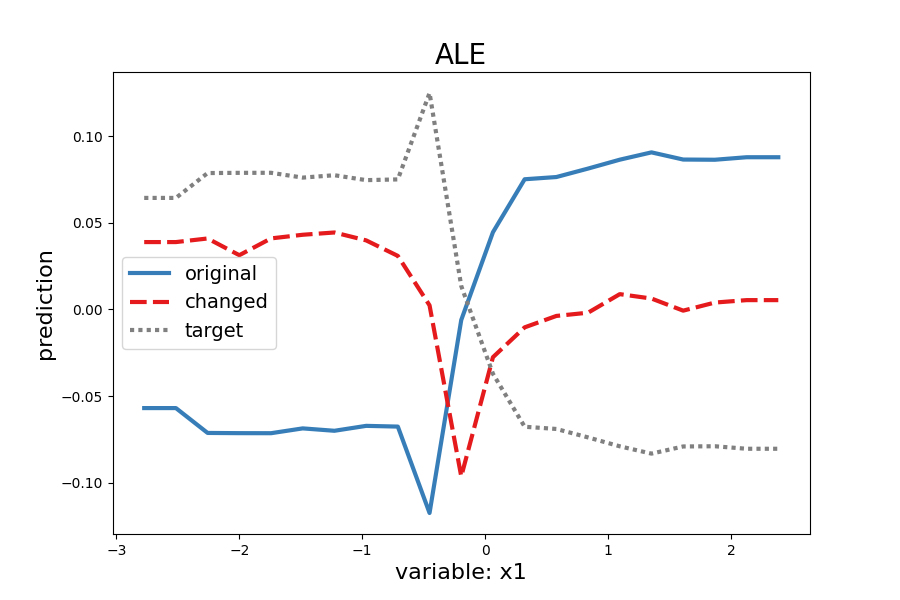 ALE
prediction
0.10
0.05
0.00
−0.05
−0.10
original
changed
target
−3
−2
−1
0
1
2
variable: x1